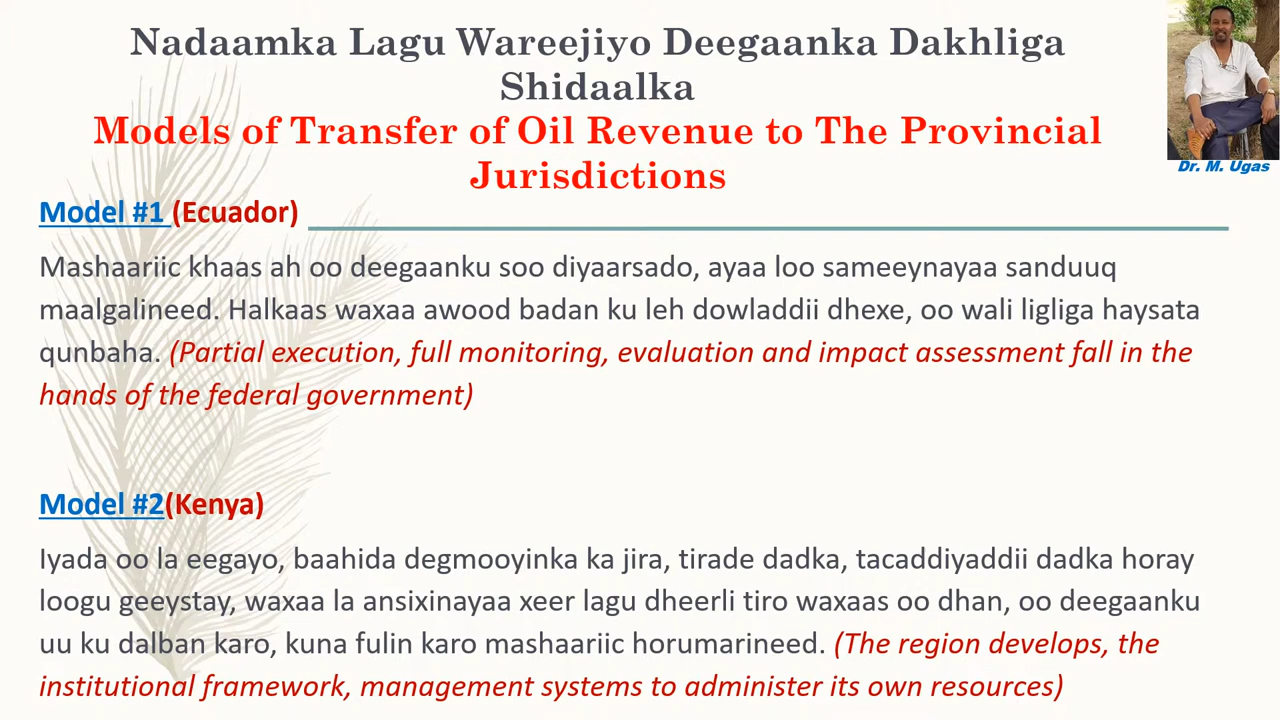 Nadaamka Lagu Wareejiyo Deegaanka Dakhliga
Shidaalka
Models of Transfer of Oil Revenue to The Provincial
Jurisdictions
Dr. M. Ugas
Model #1 (Ecuador)
Mashaariic khaas ah oo deegaanku soo diyaarsado, ayaa loo sameeynayaa sanduuq
maalgalineed. Halkaas waxaa awood badan ku leh dowladdii dhexe, oo wali ligliga haysata
qunbaha. (Partial execution, full monitoring, evaluation and impact assessment fall in the
hands of the federal government)
Model #2(Kenya)
Iyada oo la eegayo, baahida degmooyinka ka jira, tirade dadka, tacaddiyaddii dadka horay
loogu geeystay, waxaa la ansixinayaa xeer lagu dheerli tiro waxaas oo dhan, oo deegaanku
uu ku dalban karo, kuna fulin karo mashaariic horumarineed. (The region develops, the
institutional framework, management systems to administer its own resources)